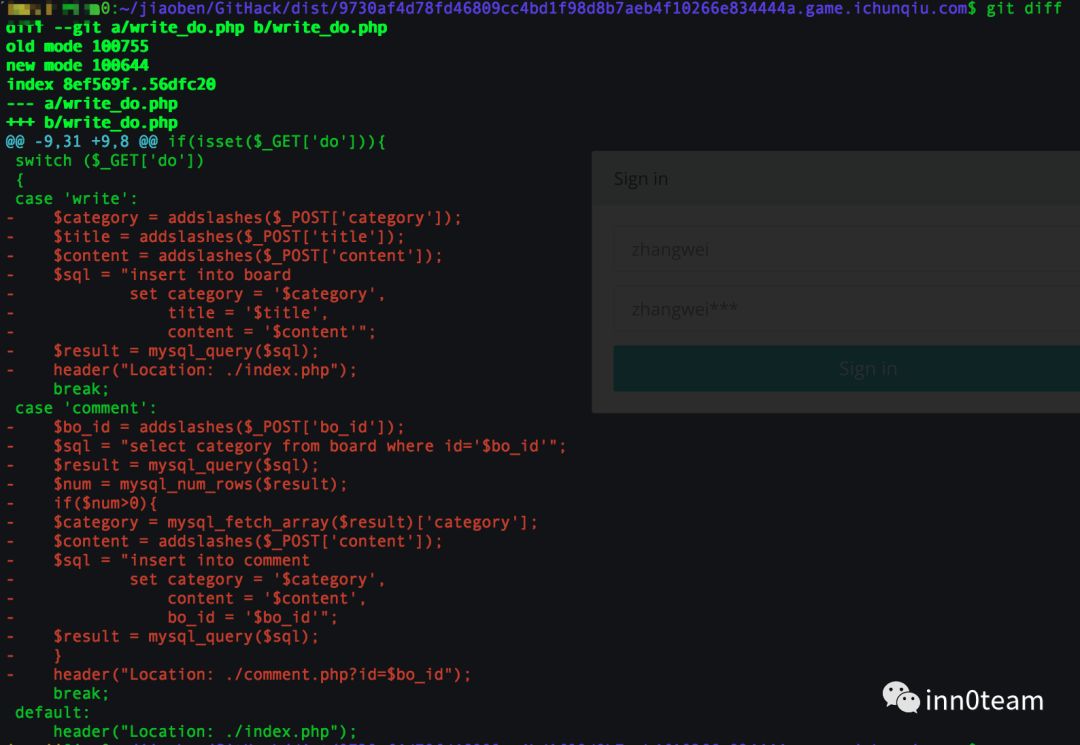 0:~/jiaoben/GitHack/dist/9730af4d78fd46809cc4bd1f98d8b7aeb4f10266e834444a.game.ichunqiu.com$ git diff
diff --git a/write_do.php b/write_do.php
old mode 100755
new mode 100644
index 8ef569f..56dfc20
--- a/write_do.php
+++ b/write_do.php
@@ -9,31 +9,8 @@ if(isset($_GET['do'])){
 switch ($_GET['do'])
 {
 case 'write':
-    $category = addslashes($_POST['category']);
-    $title = addslashes($_POST['title']);
-    $content = addslashes($_POST['content']);
-    $sql = "insert into board
-            set category = '$category',
-                title = '$title',
-                content = '$content'";
-    $result = mysql_query($sql);
-    header("Location: ./index.php");
     break;
 case 'comment':
-    $bo_id = addslashes($_POST['bo_id']);
-    $sql = "select category from board where id='$bo_id'";
-    $result = mysql_query($sql);
-    $num = mysql_num_rows($result);
-    if($num>0){
-    $category = mysql_fetch_array($result)['category'];
-    $content = addslashes($_POST['content']);
-    $sql = "insert into comment
-            set category = '$category',
-                content = '$content',
-                bo_id = '$bo_id'";
-    $result = mysql_query($sql);
-    }
-    header("Location: ./comment.php?id=$bo_id");
     break;
 default:
     header("Location: ./index.php");
Sign in
zhangwei
zhangwei***
Sign in
inn0team